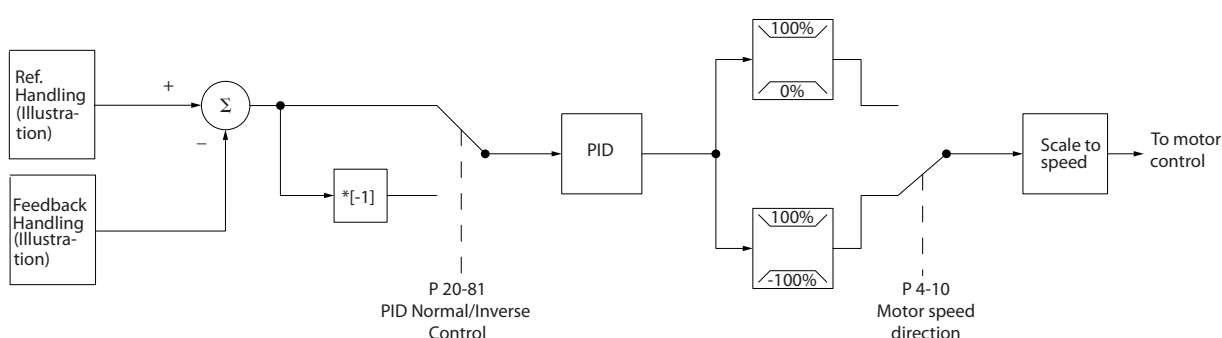 Ref.
Handling
(Illustra-
tion)
+
Σ
−
Feedback
Handling
(Illustra-
tion)
*[-1]
P 20-81
PID Normal/Inverse
Control
PID
100%
0%
100%
-100%
P 4-10
Motor speed
direction
Scale to
speed
To motor
control